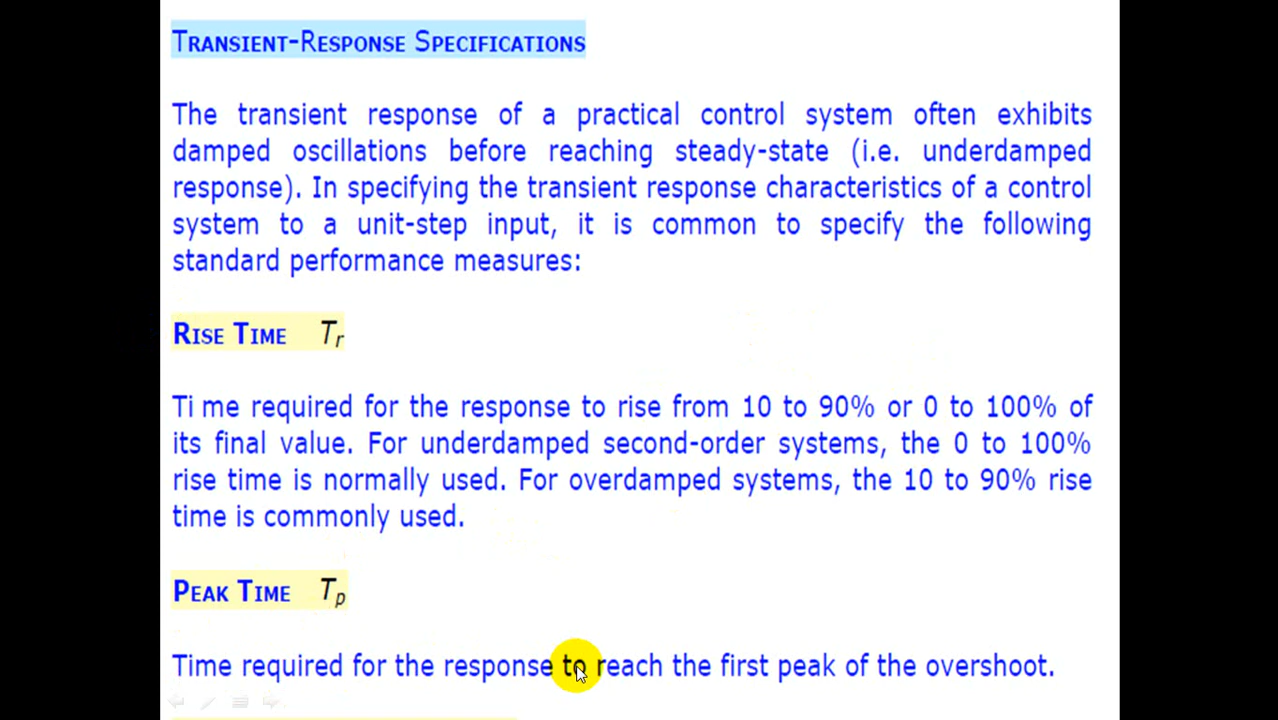 TRANSIENT-RESPONSE SPECIFICATIONS
The transient response of a practical control system often exhibits
damped oscillations before reaching steady-state (i.e. underdamped
response). In specifying the transient response characteristics of a control
system to a unit-step input, it is common to specify the following
standard performance measures:
RISE TIME Tr
Ti me required for the response to rise from 10 to 90% or 0 to 100% of
its final value. For underdamped second-order systems, the 0 to 100%
rise time is normally used. For overdamped systems, the 10 to 90% rise
time is commonly used.
PEAK TIME Tp
Time required for the response to reach the first peak of the overshoot.